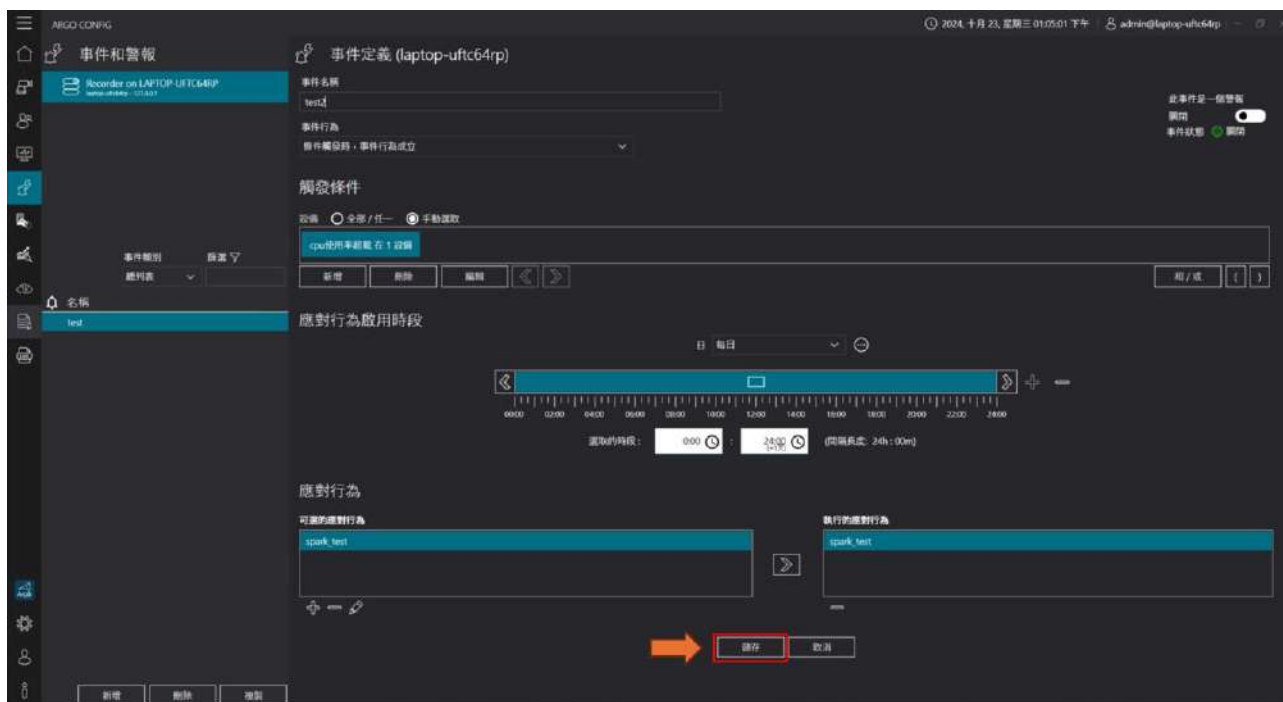 ARGO CONFIG
2024, 十月 23, 星期三 01:05:01 下午
admin@laptop-uftc64rp
事件和警報
事件定義 (laptop-uftc64rp)
Recorder on LAPTOP-UFTC64RP
事件名稱
test2
此事件是一個警報
關閉
事件狀態 關閉
事件行為
條件觸發時，事件行為成立
觸發條件
設備 全部 / 任一 手動選取
cpu使用率超載 在 1 設備
新增 刪除 編輯
和 / 或 ( )
事件類別 篩選
總列表
名稱
test
應對行為啟用時段
日 每日
00:00 02:00 04:00 06:00 08:00 10:00 12:00 14:00 16:00 18:00 20:00 22:00 24:00
選取的時段 : 0:00 : 24:00 (間隔長度: 24h : 00m)
應對行為
可選的應對行為
執行的應對行為
spark_test
spark_test
儲存 取消
新增 刪除 複製